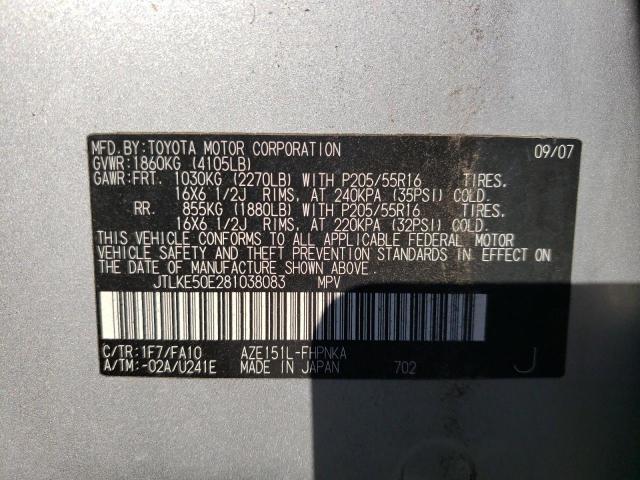 MFD.BY:TOYOTA MOTOR CORPORATION 09/07
GVWR:1860KG (4105LB)
GAWR:FRT. 1030KG (2270LB) WITH P205/55R16 TIRES.
16X6 1/2J RIMS, AT 240KPA (35PSI) COLD.
RR. 855KG (1880LB) WITH P205/55R16 TIRES.
16X6 1/2J RIMS, AT 220KPA (32PSI) COLD.
THIS VEHICLE CONFORMS TO ALL APPLICABLE FEDERAL MOTOR
VEHICLE SAFETY AND THEFT PREVENTION STANDARDS IN EFFECT ON
THE DATE OF MANUFACTURE SHOWN ABOVE.
JTLKE50E281038083 MPV
C/TR:1F7/FA10 AZE151L-FHPNKA
A/TM:-02A/U241E MADE IN JAPAN 702 J